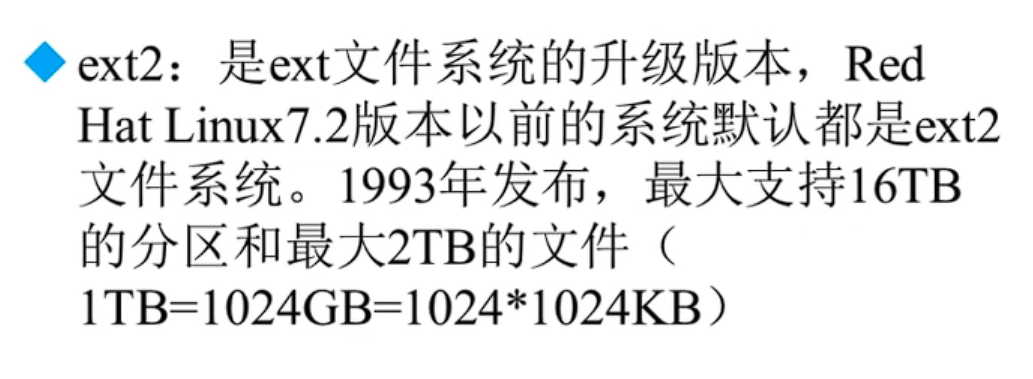 ext2：是ext文件系统的升级版本，Red
Hat Linux7.2版本以前的系统默认都是ext2
文件系统。1993年发布，最大支持16TB
的分区和最大2TB的文件（
1TB=1024GB=1024*1024KB）